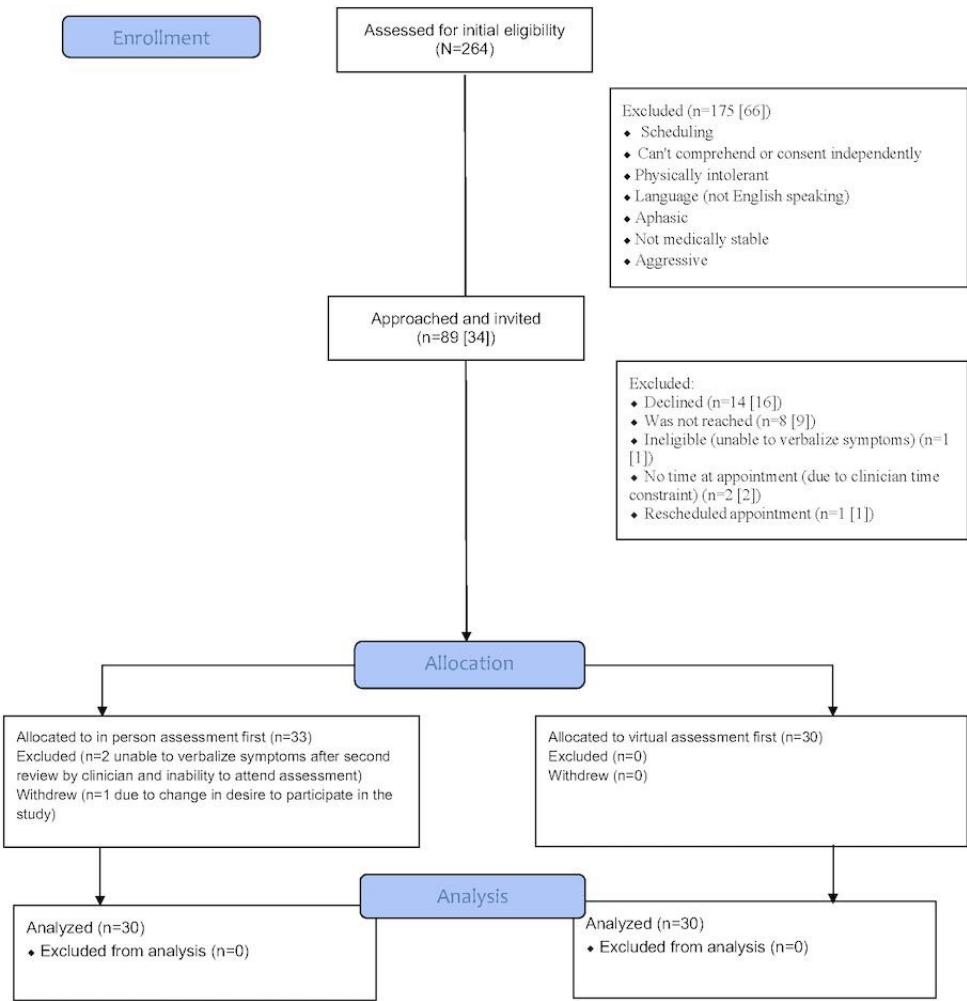 Enrollment
Assessed for initial eligibility
(N=264)
Excluded (n=175 [66])
◆ Scheduling
◆ Can't comprehend or consent independently
◆ Physically intolerant
◆ Language (not English speaking)
◆ Aphasic
◆ Not medically stable
◆ Aggressive
Approached and invited
(n=89 [34])
Excluded:
◆ Declined (n=14 [16])
◆ Was not reached (n=8 [9])
◆ Ineligible (unable to verbalize symptoms) (n=1
[1])
◆ No time at appointment (due to clinician time
constraint) (n=2 [2])
◆ Rescheduled appointment (n=1 [1])
Allocation
Allocated to in person assessment first (n=33)
Excluded (n=2 unable to verbalize symptoms after second
review by clinician and inability to attend assessment)
Withdrew (n=1 due to change in desire to participate in the
study)
Allocated to virtual assessment first (n=30)
Excluded (n=0)
Withdrew (n=0)
Analysis
Analyzed (n=30)
◆ Excluded from analysis (n=0)
Analyzed (n=30)
◆ Excluded from analysis (n=0)